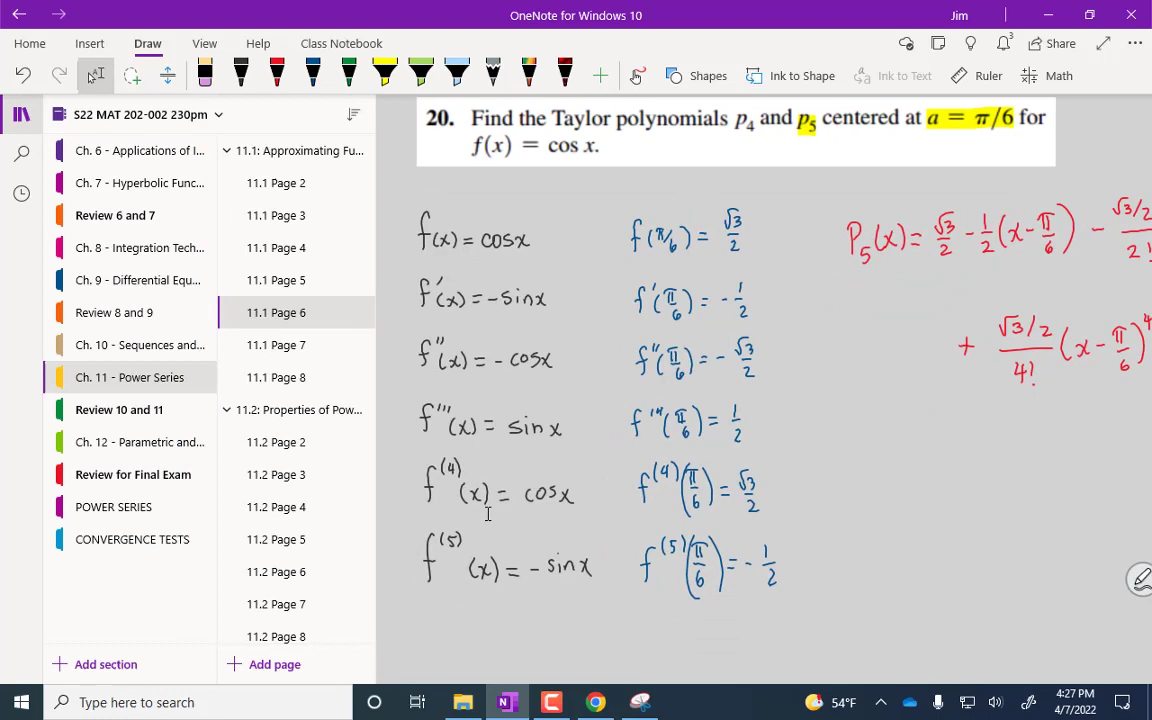 OneNote for Windows 10
Jim
Home Insert Draw View Help Class Notebook
Share
Shapes
Ink to Shape
Ink to Text
Ruler
Math
S22 MAT 202-002 230pm
Ch. 6 - Applications of I...
Ch. 7 - Hyperbolic Func...
Review 6 and 7
Ch. 8 - Integration Tech...
Ch. 9 - Differential Equ...
Review 8 and 9
Ch. 10 - Sequences and...
Ch. 11 - Power Series
Review 10 and 11
Ch. 12 - Parametric and...
Review for Final Exam
POWER SERIES
CONVERGENCE TESTS
Add section
11.1: Approximating Fu...
11.1 Page 2
11.1 Page 3
11.1 Page 4
11.1 Page 5
11.1 Page 6
11.1 Page 7
11.1 Page 8
11.2: Properties of Pow...
11.2 Page 2
11.2 Page 3
11.2 Page 4
11.2 Page 5
11.2 Page 6
11.2 Page 7
11.2 Page 8
Add page
20. Find the Taylor polynomials p₄ and p₅ centered at a = π/6 for
f(x) = cos x.
f(x) = cosx f(π/6) = √3/2
f'(x) = -sinx f'(π/6) = -1/2
f''(x) = - cosx f''(π/6) = - √3/2
f'''(x) = sinx f'''(π/6) = 1/2
f⁽⁴⁾(x) = cosx f⁽⁴⁾(π/6) = √3/2
f⁽⁵⁾(x) = - sinx f⁽⁵⁾(π/6) = - 1/2
P₅(x) = √3/2 - 1/2(x - π/6) - √3/2 / 2!
+ √3/2 / 4! (x - π/6)⁴
Type here to search
54°F
4:27 PM
4/7/2022